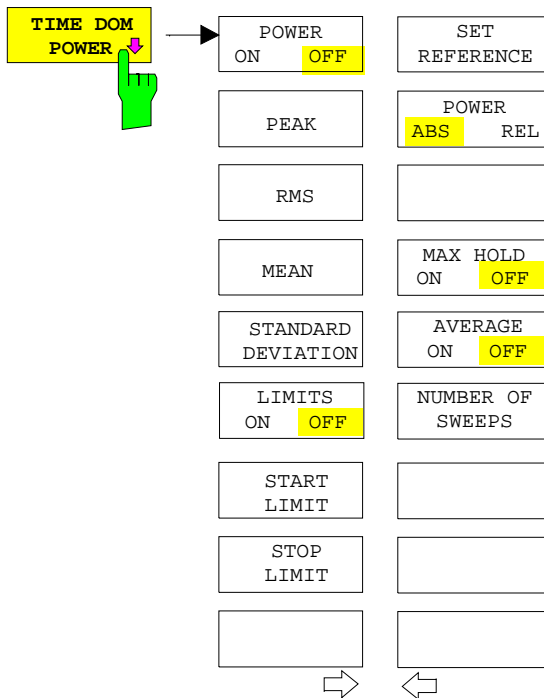 TIME DOM
POWER
POWER
ON OFF
PEAK
RMS
MEAN
STANDARD
DEVIATION
LIMITS
ON OFF
START
LIMIT
STOP
LIMIT
SET
REFERENCE
POWER
ABS REL
MAX HOLD
ON OFF
AVERAGE
ON OFF
NUMBER OF
SWEEPS